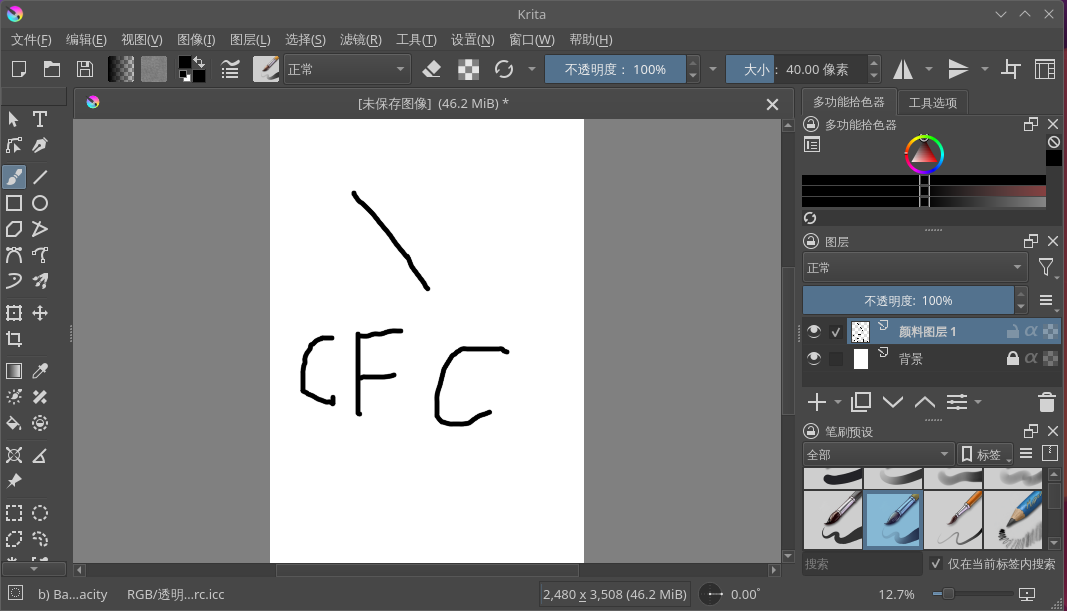 Krita
文件(F) 编辑(E) 视图(V) 图像(I) 图层(L) 选择(S) 滤镜(R) 工具(T) 设置(N) 窗口(W) 帮助(H)
正常 不透明度： 100% 大小： 40.00 像素
[未保存图像] (46.2 MiB) *
多功能拾色器 工具选项
多功能拾色器
CFC
图层
正常
不透明度: 100%
颜料图层 1
背景
笔刷预设
全部 标签
搜索 仅在当前标签内搜索
b) Ba...acity RGB/透明...rc.icc 2,480 x 3,508 (46.2 MiB) 0.00° 12.7%